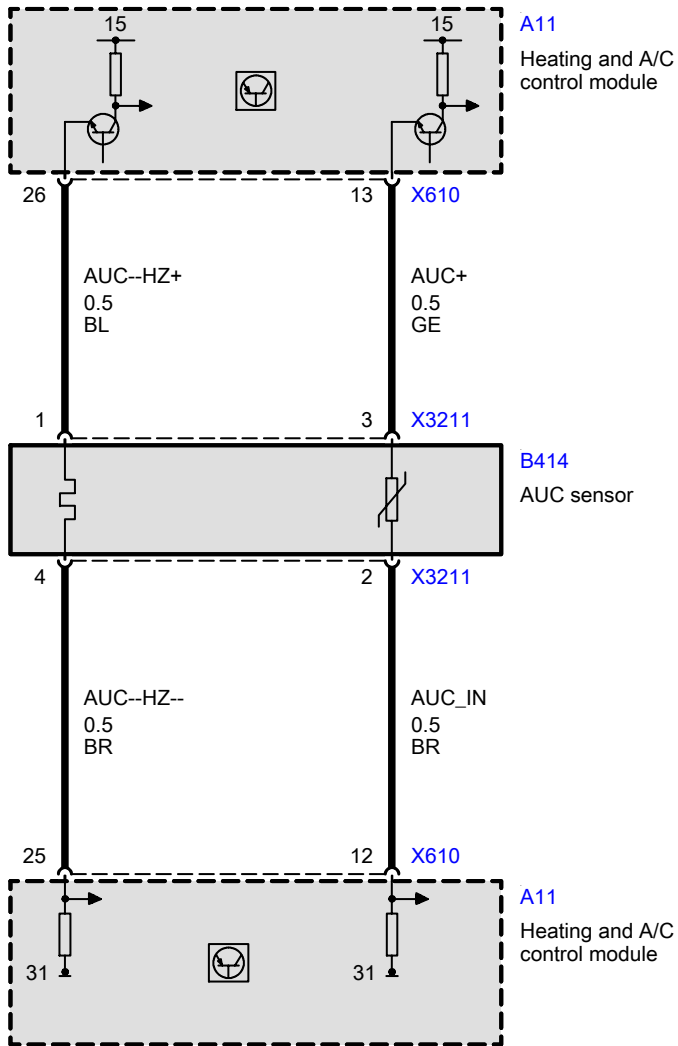 15
15
A11
Heating and A/C
control module
26
13
X610
AUC--HZ+
0.5
BL
AUC+
0.5
GE
1
3
X3211
B414
AUC sensor
4
2
X3211
AUC--HZ--
0.5
BR
AUC_IN
0.5
BR
25
12
X610
A11
Heating and A/C
control module
31
31